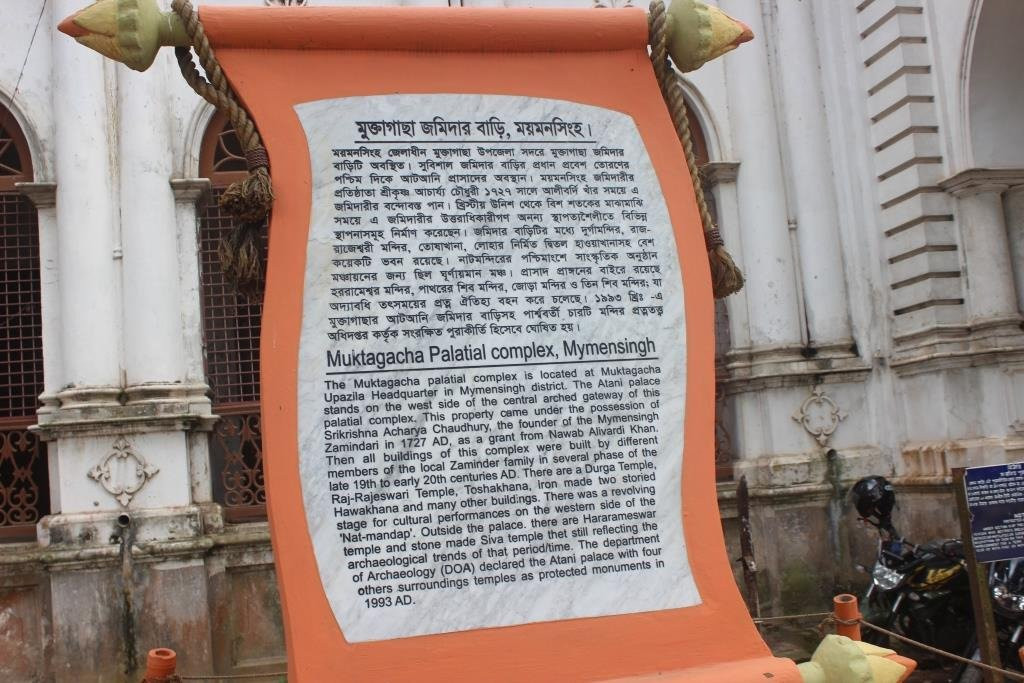 মুক্তাগাছা জমিদার বাড়ি, ময়মনসিংহ।
ময়মনসিংহ জেলাধীন মুক্তাগাছা উপজেলা সদরে মুক্তাগাছা জমিদার
বাড়িটি অবস্থিত। সুবিশাল জমিদার বাড়ির প্রধান প্রবেশ তোরণের
পশ্চিম দিকে আটআনি প্রাসাদের অবস্থান। ময়মনসিংহ জমিদারীর
প্রতিষ্ঠাতা শ্রীকৃষ্ণ আচার্য্য চৌধুরী ১৭২৭ সালে আলীবর্দি খাঁর সময়ে এ
জমিদারীর বন্দোবস্ত পান। খ্রিস্টীয় উনিশ থেকে বিশ শতকের মাঝামাঝি
সময়ে এ জমিদারীর উত্তরাধিকারীগণ অনন্য স্থাপত্যশৈলীতে বিভিন্ন
স্থাপনাসমূহ নির্মাণ করেছেন। জমিদার বাড়িটির মধ্যে দুর্গামন্দির, রাজ-
রাজেশ্বরী মন্দির, তোষাখানা, লোহার নির্মিত দ্বিতল হাওয়াখানাসহ বেশ
কয়েকটি ভবন রয়েছে। নাটমন্দিরের পশ্চিমাংশে সাংস্কৃতিক অনুষ্ঠান
মঞ্চায়নের জন্য ছিল ঘূর্ণায়মান মঞ্চ। প্রাসাদ প্রাঙ্গনের বাইরে রয়েছে
হররামেশ্বর মন্দির, পাথরের শিব মন্দির, জোড়া মন্দির ও তিন শিব মন্দির; যা
অদ্যাবধি তৎসময়ের প্রত্ন ঐতিহ্য বহন করে চলেছে। ১৯৯৩ খ্রিঃ -এ
মুক্তাগাছার আটআনি জমিদার বাড়িসহ পার্শ্ববর্তী চারটি মন্দির প্রত্নতত্ত্ব
অধিদপ্তর কর্তৃক সংরক্ষিত পুরাকীর্তি হিসেবে ঘোষিত হয়।
Muktagacha Palatial complex, Mymensingh
The Muktagacha palatial complex is located at Muktagacha
Upazila Headquarter in Mymensingh district. The Atani palace
stands on the west side of the central arched gateway of this
palatial complex. This property came under the possession of
Srikrishna Acharya Chaudhury, the founder of the Mymensingh
Zamindari in 1727 AD, as a grant from Nawab Alivardi Khan.
Then all buildings of this complex were built by different
members of the local Zaminder family in several phase of the
late 19th to early 20th centuries AD. There are a Durga Temple,
Raj-Rajeswari Temple, Toshakhana, Iron made two storied
Hawakhana and many other buildings. There was a revolving
stage for cultural performances on the western side of the
'Nat-mandap'. Outside the palace. there are Hararameswar
temple and stone made Siva temple thet still reflecting the
archaeological trends of that period/time. The department
of Archaeology (DOA) declared the Atani palace with four
others surroundings temples as protected monuments in
1993 AD.